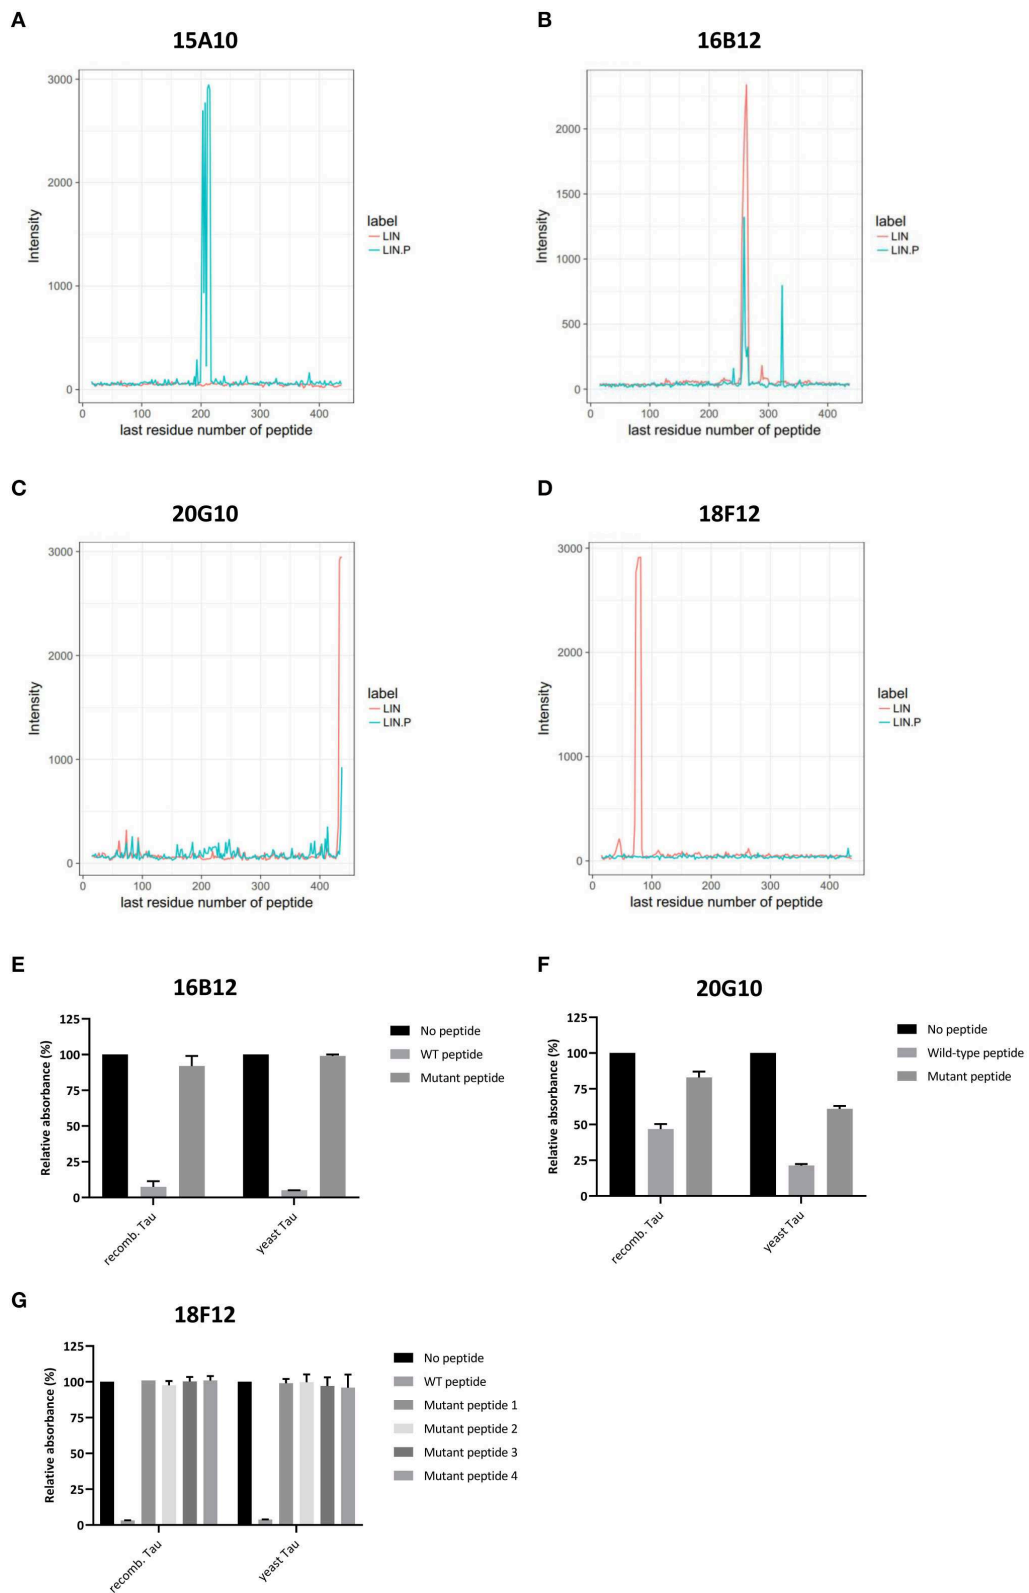 A
15A10
3000
2000
1000
0
0 100 200 300 400
Intensity
last residue number of peptide
label
LIN
LIN.P
B
16B12
2000
1500
1000
500
0
0 100 200 300 400
Intensity
last residue number of peptide
label
LIN
LIN.P
C
20G10
3000
2000
1000
0
0 100 200 300 400
Intensity
last residue number of peptide
label
LIN
LIN.P
D
18F12
3000
2000
1000
0
0 100 200 300 400
Intensity
last residue number of peptide
label
LIN
LIN.P
E
16B12
125
100
75
50
25
0
Relative absorbance (%)
recomb. Tau
yeast Tau
No peptide
WT peptide
Mutant peptide
F
20G10
125
100
75
50
25
0
Relative absorbance (%)
recomb. Tau
yeast Tau
No peptide
Wild-type peptide
Mutant peptide
G
18F12
125
100
75
50
25
0
Relative absorbance (%)
recomb. Tau
yeast Tau
No peptide
WT peptide
Mutant peptide 1
Mutant peptide 2
Mutant peptide 3
Mutant peptide 4